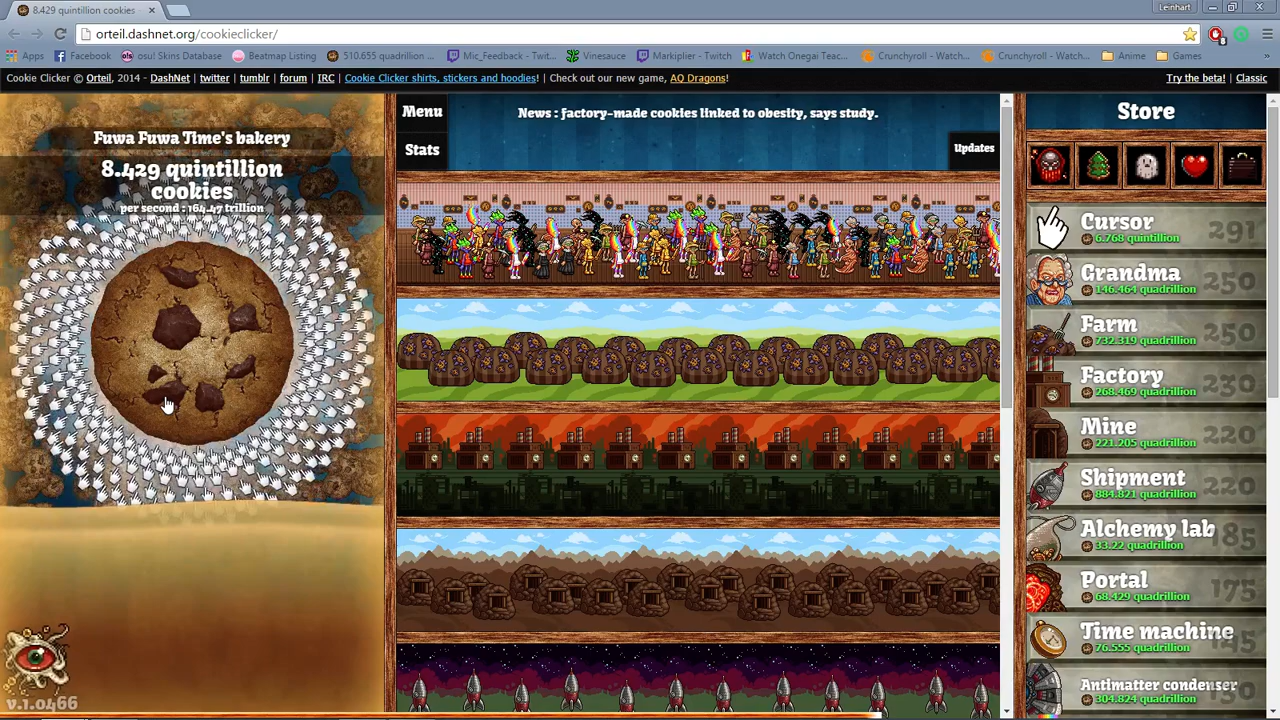 8.429 quintillion cookies
Leinhart
orteil.dashnet.org/cookieclicker/
Apps Facebook osu! Skins Database Beatmap Listing 510.655 quadrillion ... Mic_Feedback - Twit... Vinesauce Markiplier - Twitch Watch Onegai Teac... Crunchyroll - Watch... Crunchyroll - Watch... Anime Games »
Cookie Clicker © Orteil, 2014 - DashNet | twitter | tumblr | forum | IRC | Cookie Clicker shirts, stickers and hoodies! | Check out our new game, AQ Dragons!
Try the beta! | Classic
Fuwa Fuwa Time's bakery
8.429 quintillion
cookies
per second : 164.47 trillion
v.1.0466
Menu
Stats
News : factory-made cookies linked to obesity, says study.
Updates
Store
Cursor
6.768 quintillion
291
Grandma
146.464 quadrillion
250
Farm
732.319 quadrillion
250
Factory
268.469 quadrillion
230
Mine
221.205 quadrillion
220
Shipment
884.821 quadrillion
220
Alchemy lab
33.22 quadrillion
185
Portal
68.429 quadrillion
175
Time machine
76.555 quadrillion
145
Antimatter condenser
304.824 quadrillion